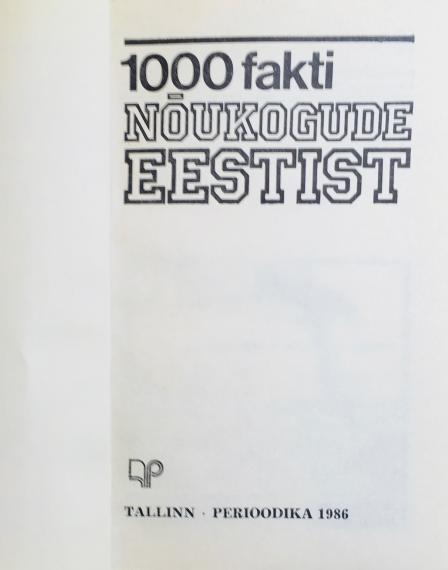 1000 fakti
NÕUKOGUDE
EESTIST
TALLINN · PERIOODIKA 1986